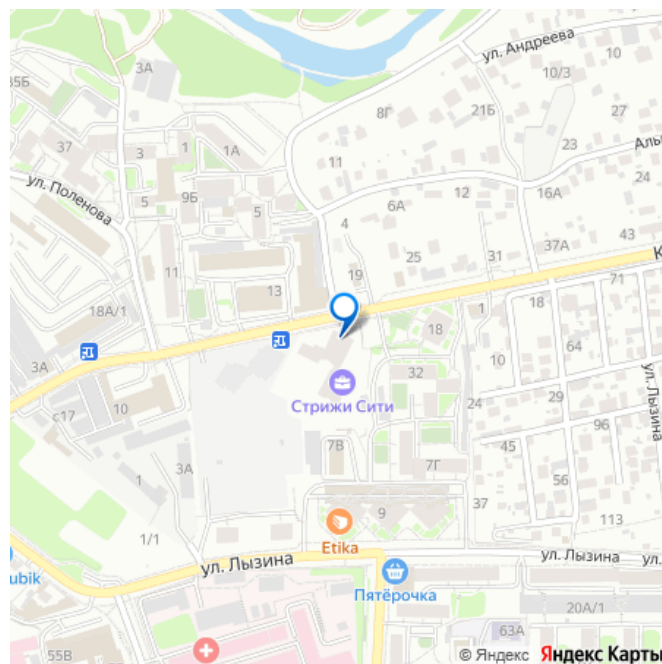 ул. Андреева
3А
10
35Б
10/3
8Г
21Б
27
37
3
1
1А
11
23
Аль
ул. Поленова
9Б
12
16А
24
5
5
4
6А
43
37А
25
К
11
31
19
71
13
18А/1
1
18
18
3А
10
64
32
ул. Лызина
Стрижи Сити
с17
10
24
29
7В
45
96
1
3А
7Г
56
37
9
113
1/1
Etika
ул. Лызина
ул. Лызина
ул.
ubik
Пятёрочка
20А/1
63А
55В
© Яндекс Яндекс Карты